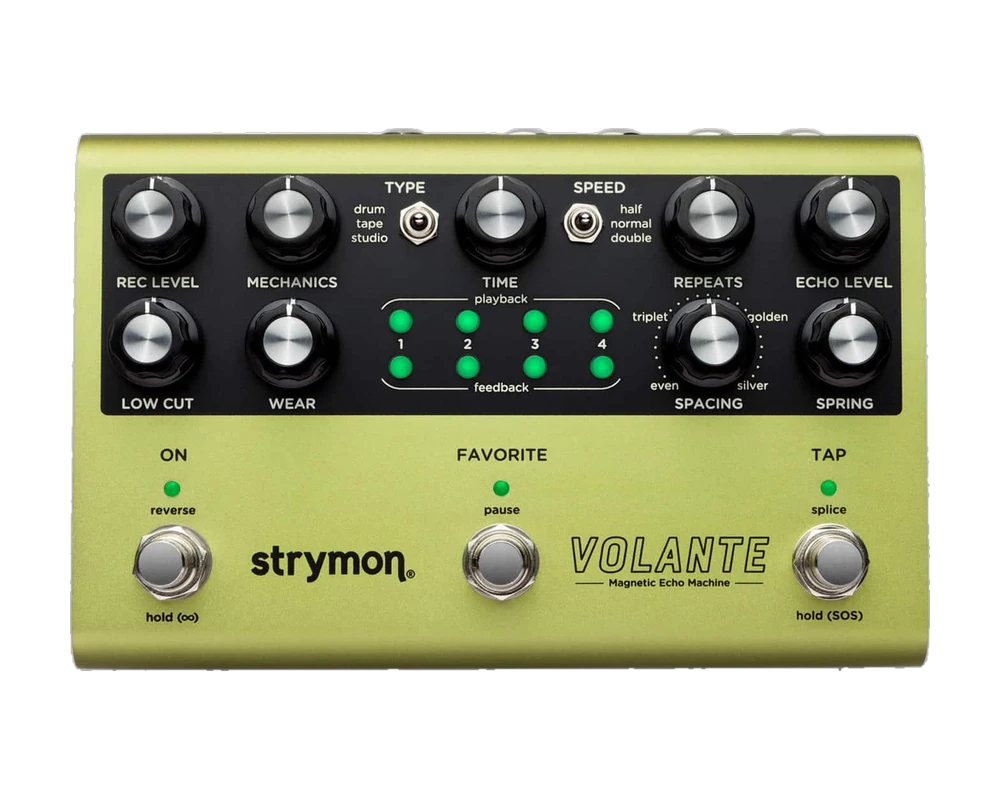 TYPE
SPEED
drum
tape
studio
half
normal
double
REC LEVEL
MECHANICS
TIME
REPEATS
ECHO LEVEL
playback
1 2 3 4
feedback
triplet
golden
even
silver
LOW CUT
WEAR
SPACING
SPRING
ON
FAVORITE
TAP
reverse
pause
splice
strymon®
VOLANTE
Magnetic Echo Machine
hold (∞)
hold (SOS)